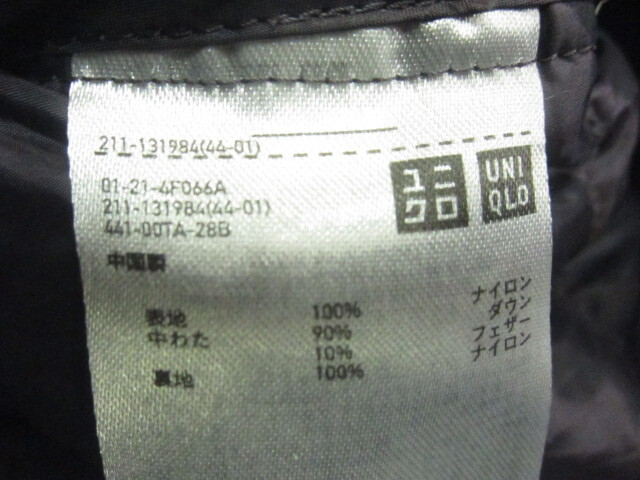 211-131984(44-01)
01-21-4F066A
211-131984(44-01)
441-00TA-28B
ユニ
クロ
UNI
QLO
中国製
表地 100% ナイロン
中わた 90% ダウン
10% フェザー
裏地 100% ナイロン